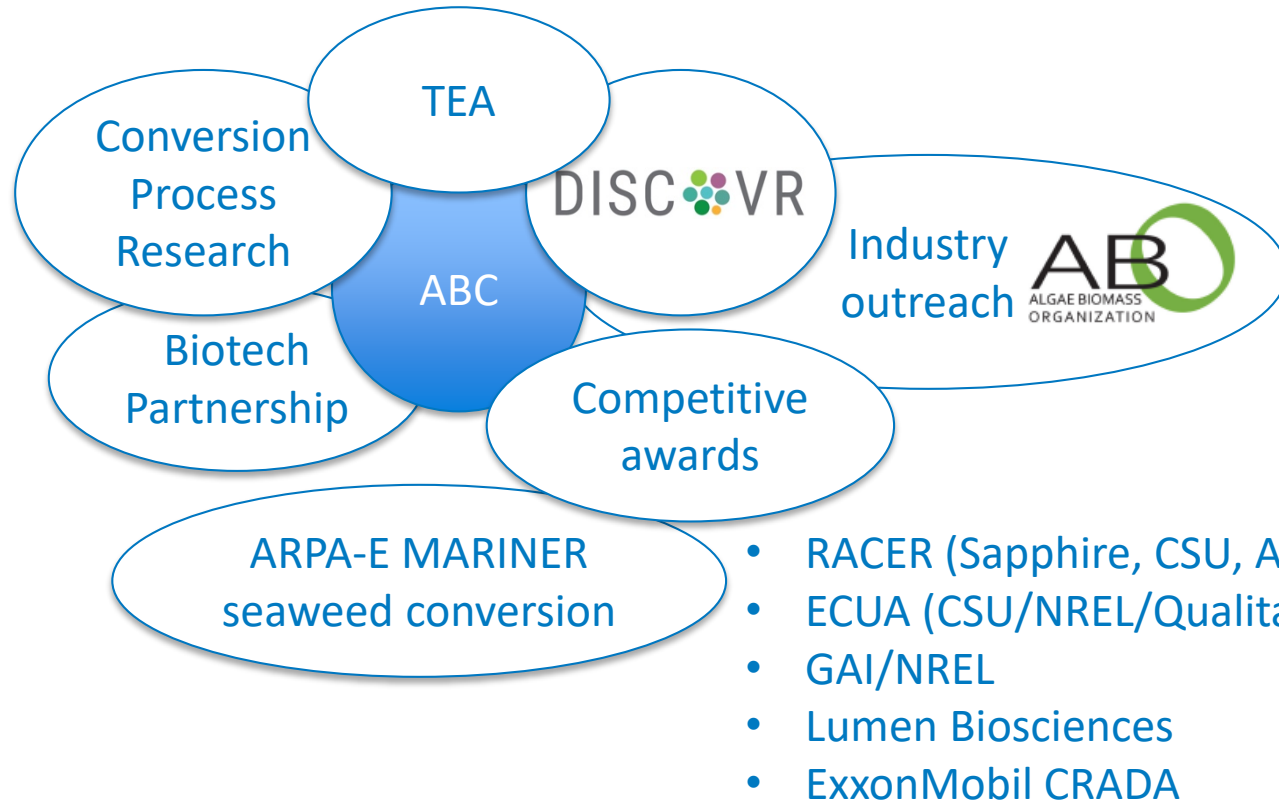 TEA
Conversion
Process
Research
DISCOVR
ABC
Industry
outreach
ABO
ALGAE BIOMASS
ORGANIZATION
Biotech
Partnership
Competitive
awards
ARPA-E MARINER
seaweed conversion
• RACER (Sapphire, CSU,
• ECUA (CSU/NREL/
• GAI/NREL
• Lumen Biosciences
• ExxonMobil CRADA